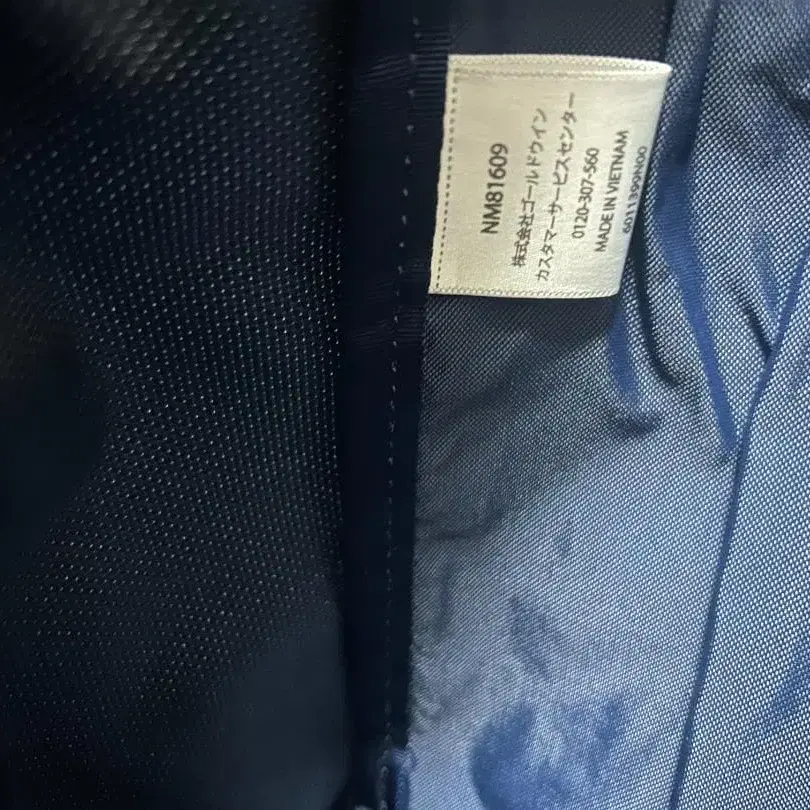 NM81609
株式会社ゴールドウイン
カスタマーサービスセンター
0120-307-560
MADE IN VIETNAM